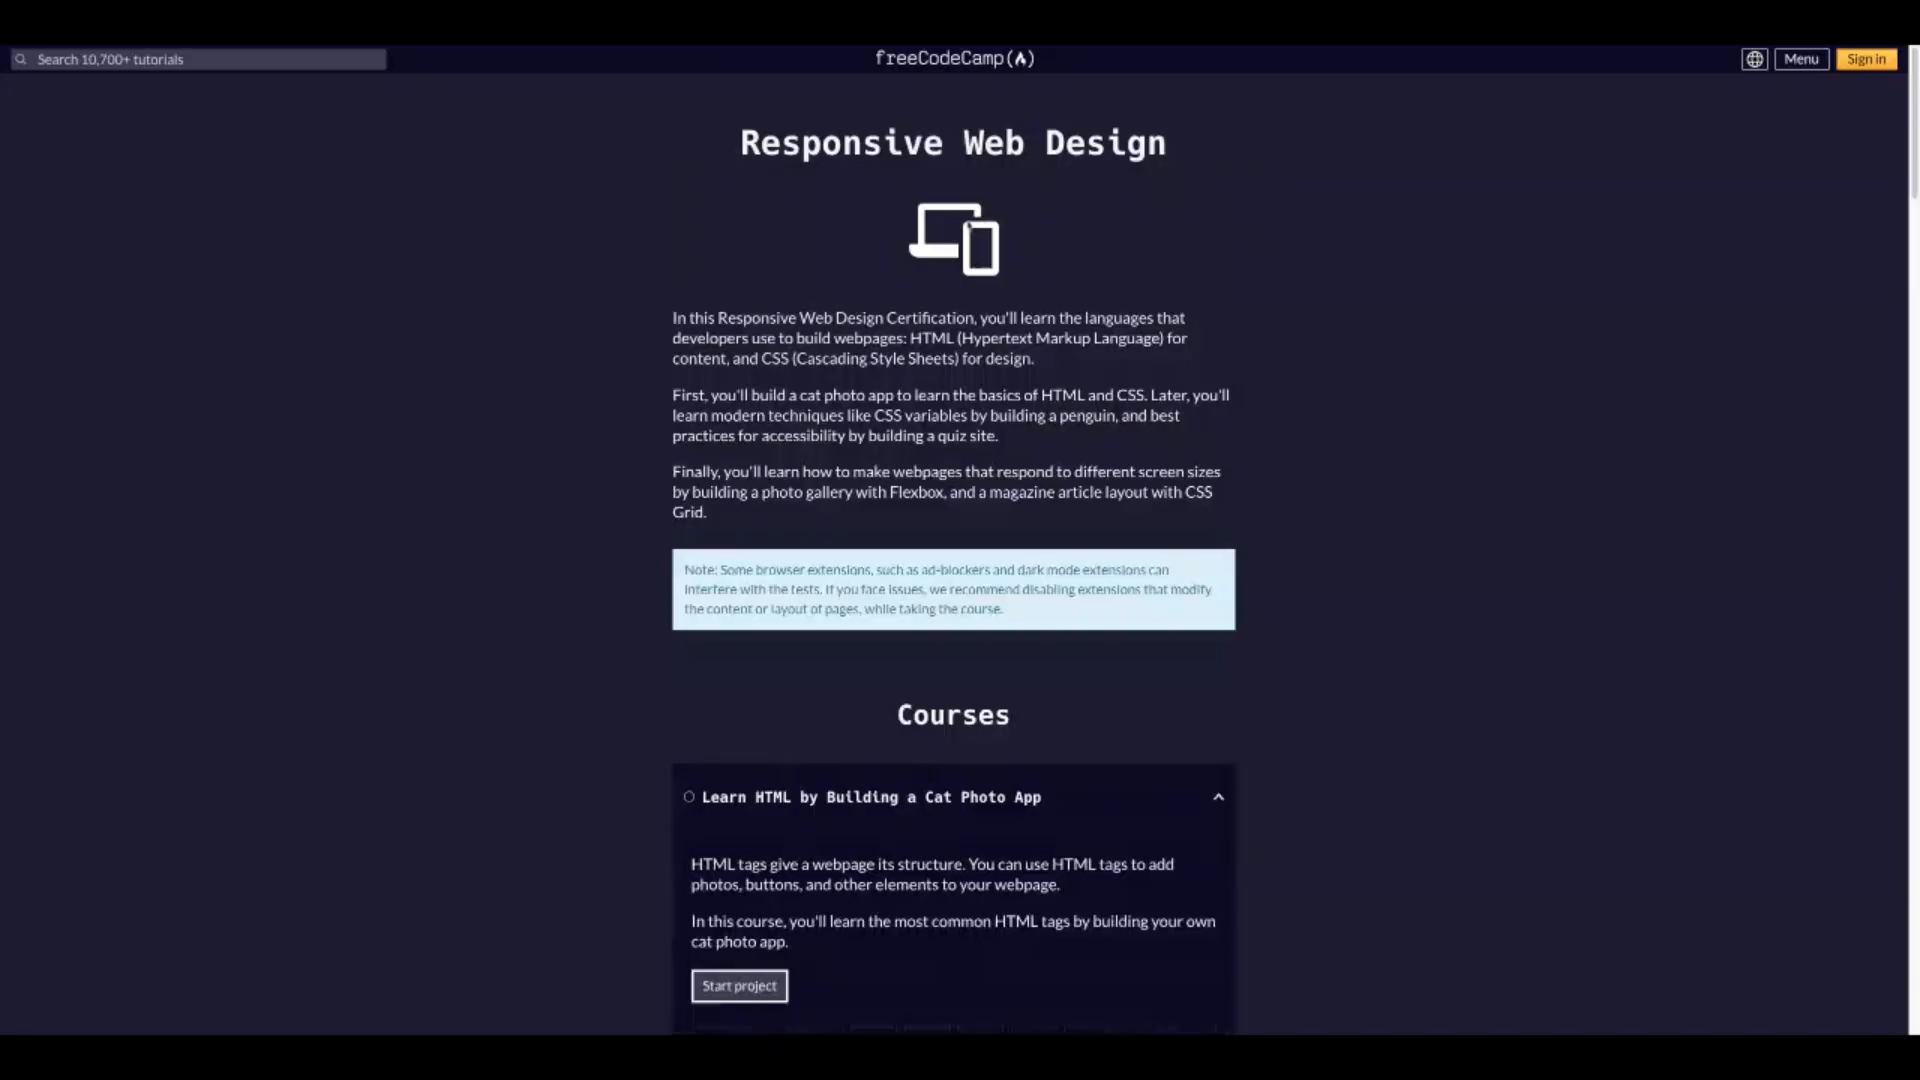 Search 10,700+ tutorials
freeCodeCamp(A)
Menu
Sign in
Responsive Web Design
In this Responsive Web Design Certification, you'll learn the languages that
developers use to build webpages: HTML (Hypertext Markup Language) for
content, and CSS (Cascading Style Sheets) for design.
First, you'll build a cat photo app to learn the basics of HTML and CSS. Later, you'll
learn modern techniques like CSS variables by building a penguin, and best
practices for accessibility by building a quiz site.
Finally, you'll learn how to make webpages that respond to different screen sizes
by building a photo gallery with Flexbox, and a magazine article layout with CSS
Grid.
Note: Some browser extensions, such as ad-blockers and dark mode extensions can
interfere with the tests. If you face issues, we recommend disabling extensions that modify
the content or layout of pages, while taking the course.
Courses
Learn HTML by Building a Cat Photo App
HTML tags give a webpage its structure. You can use HTML tags to add
photos, buttons, and other elements to your webpage.
In this course, you'll learn the most common HTML tags by building your own
cat photo app.
Start project